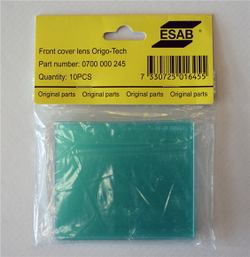 ESAB
Front cover lens Origo-Tech
Part number: 0700 000 245
Quantity: 10PCS
7 330725 016455
Original parts Original parts Original parts Original parts